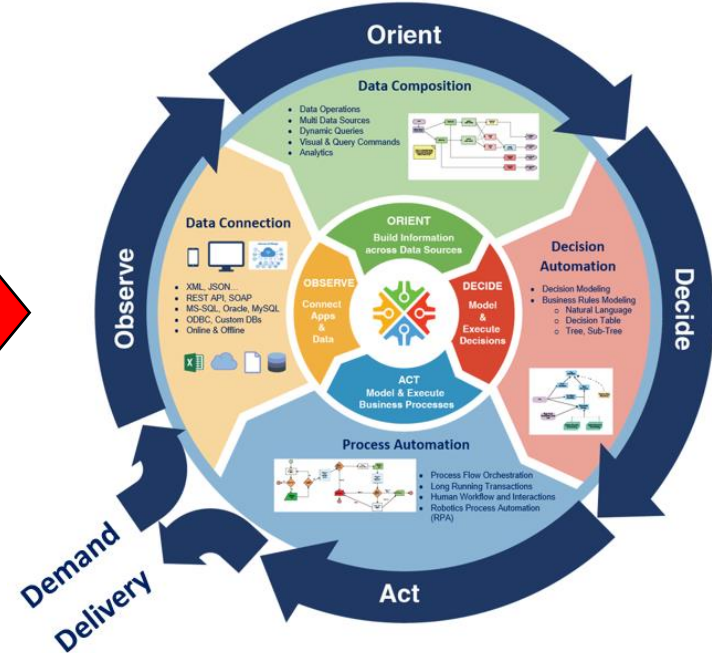 Orient
Data Composition
• Data Operations
• Multi Data Sources
• Dynamic Queries
• Visual & Query Commands
• Analytics
Observe
Data Connection
• XML, JSON...
• REST API, SOAP
• MS-SQL, Oracle, MySQL
• ODBC, Custom DBs
• Online & Offline
ORIENT
Build Information
across Data Sources
OBSERVE
Connect
Apps
&
Data
DECIDE
Model
&
Execute
Decisions
ACT
Model & Execute
Business Processes
Decision
Automation
• Decision Modeling
• Business Rules Modeling
o Natural Language
o Decision Table
o Tree, Sub-Tree
Decide
Process Automation
• Process Flow Orchestration
• Long Running Transactions
• Human Workflow and Interactions
• Robotics Process Automation
(RPA)
Act
Demand
Delivery